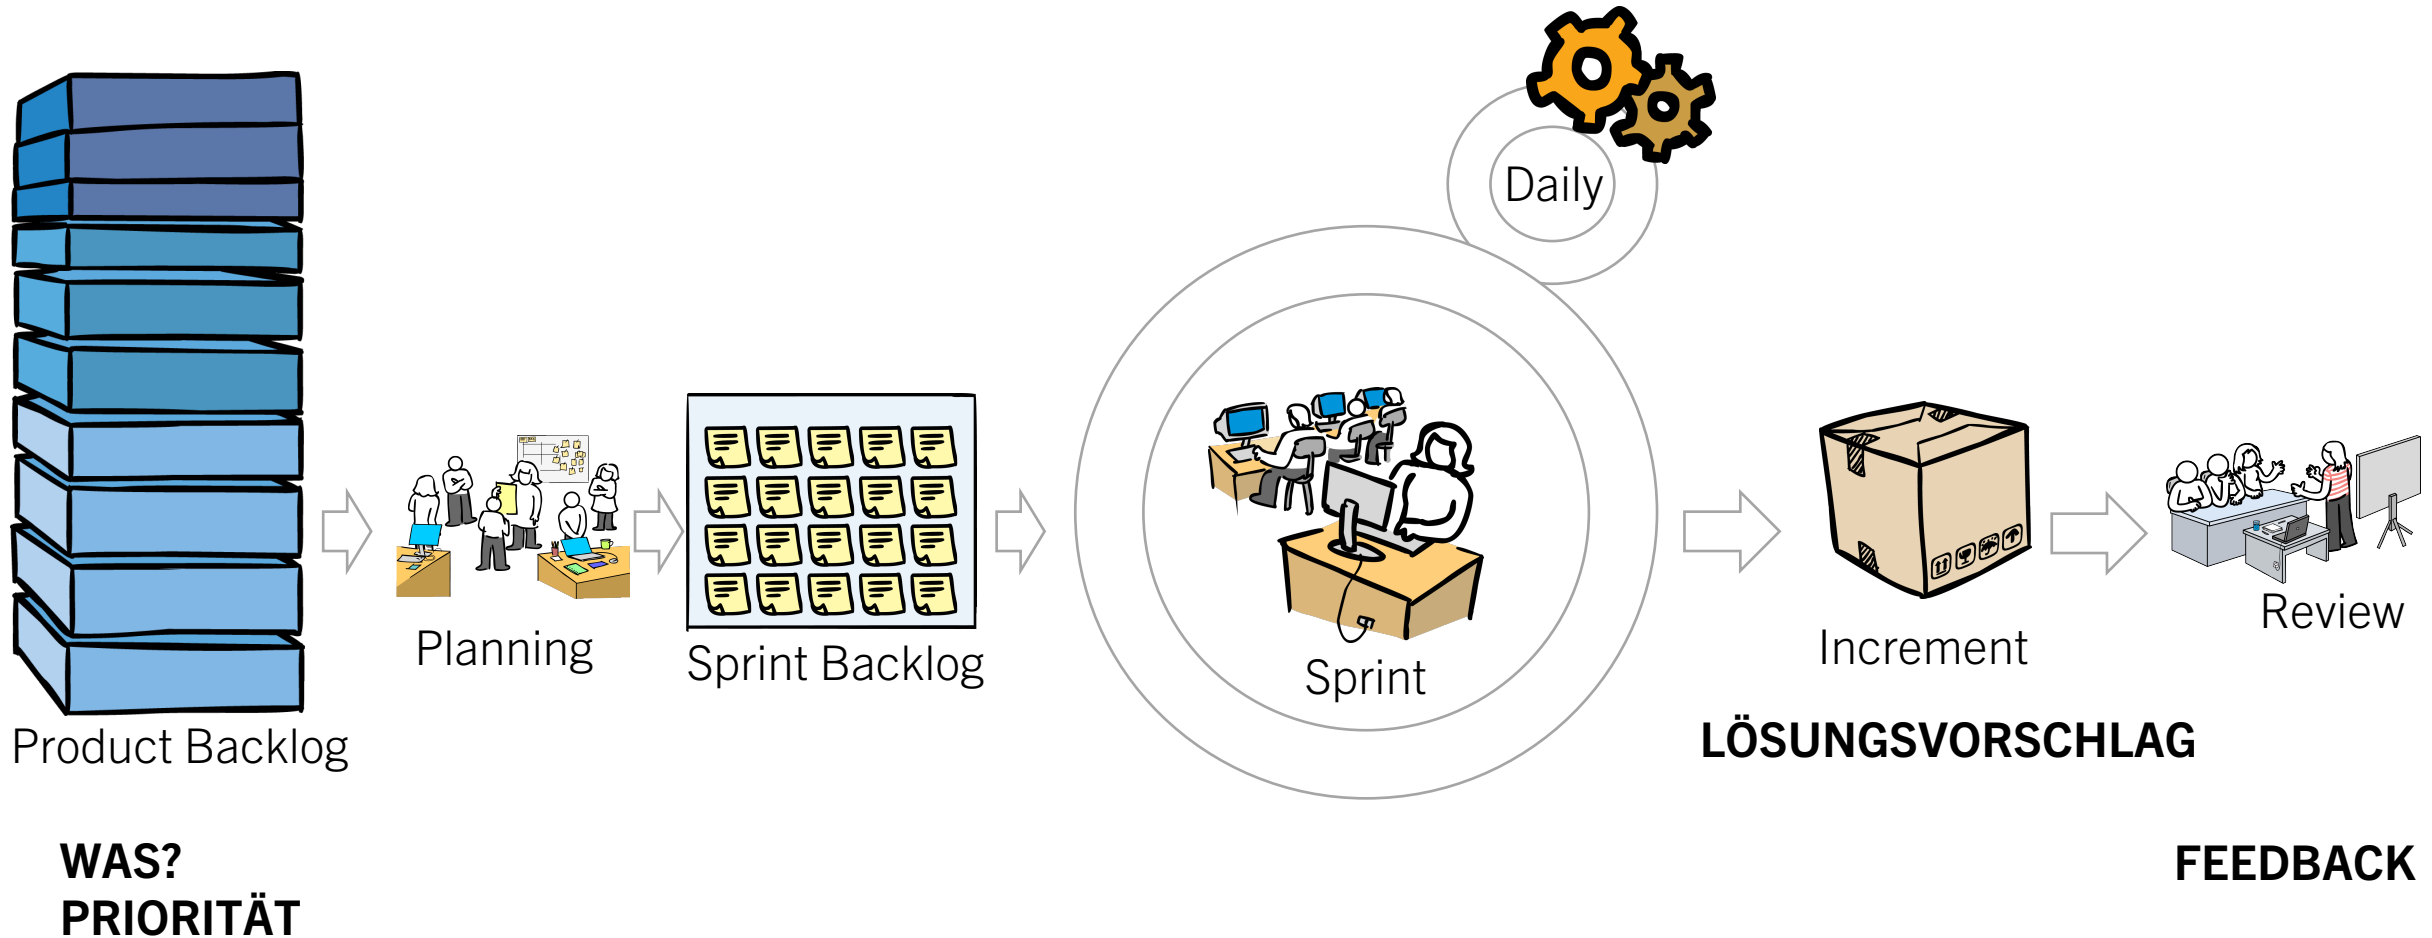 Daily
Planning
Sprint Backlog
Sprint
Increment
Review
Product Backlog
LÖSUNGSVORSCHLAG
WAS?
PRIORITÄT
FEEDBACK